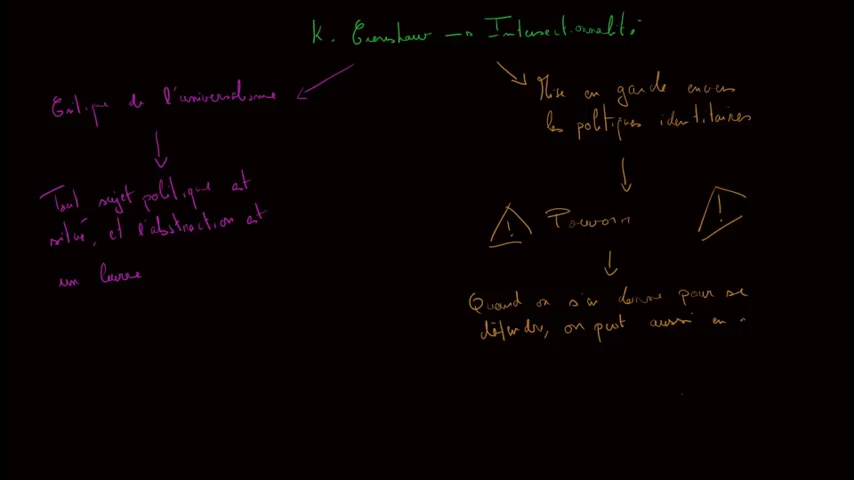 K. Crenshaw → Intersectionnalité
Critique de l'universalisme
Tout sujet politique est
situé, et l'abstraction est
un leurre
Mise en garde envers
les politiques identitaires
! Pouvoir !
Quand on s'en donne pour se
défendre, on peut aussi en